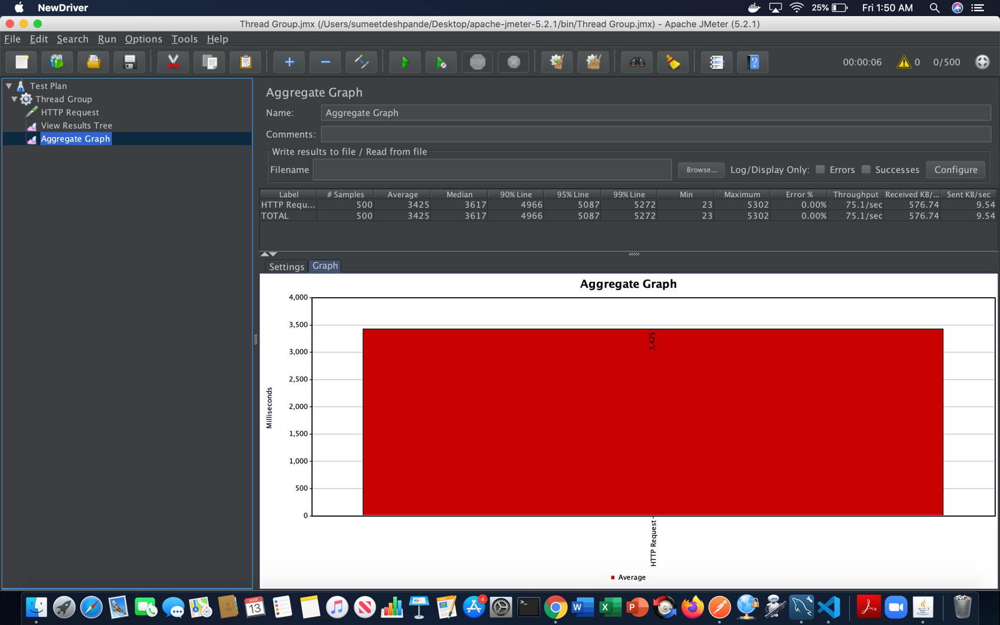 NewDriver 25% Fri 1:50 AM
Thread Group.jmx (/Users/sumeetdeshpande/Desktop/apache-jmeter-5.2.1/bin/Thread Group.jmx) - Apache JMeter (5.2.1)
File Edit Search Run Options Tools Help
STOP ? 00:00:06 0 0/500
Test Plan
Thread Group
HTTP Request
View Results Tree
Aggregate Graph
Aggregate Graph
Name: Aggregate Graph
Comments:
Write results to file / Read from file
Filename Browse... Log/Display Only: Errors Successes Configure
Label # Samples Average Median 90% Line 95% Line 99% Line Min Maximum Error % Throughput Received KB/... Sent KB/sec
HTTP Requ... 500 3425 3617 4966 5087 5272 23 5302 0.00% 75.1/sec 576.74 9.54
TOTAL 500 3425 3617 4966 5087 5272 23 5302 0.00% 75.1/sec 576.74 9.54
Settings Graph
Aggregate Graph
4,000
3,500
3,000
2,500
2,000
1,500
1,000
500
0
Milliseconds
3,425
HTTP Request
Average
3D MAR 13 4 >_ W X P